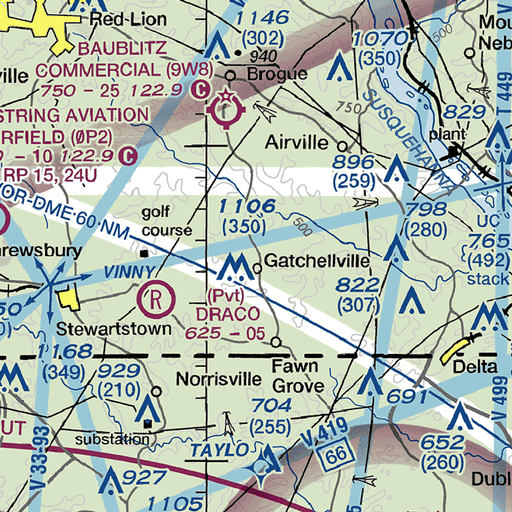 Red Lion
1146
(302)
BAUBLITZ
COMMERCIAL (9W8)
750 - 25 122.9 C
940
Brogue
1070
(350)
Mou
Neb
ville
STRING AVIATION
RFIELD (ØP2)
- 10 122.9 C
RP 15, 24U
750
SUSQUEHANNA
449
829
plant
Airville
896
(259)
VOR-DME 60 NM
golf
course
1106
(350)
500
798
(280)
UC
765
(492)
stack
hrewsbury
VINNY
Gatchellville
822
(307)
R
(Pvt)
DRACO
625 - 05
Stewartstown
1168
(349)
929
(210)
Norrisville
Fawn
Grove
Delta
V 499
substation
704
(255)
691
V 419
66
652
(260)
UT
TAYLO
V 33-93
927
1105
Dubl